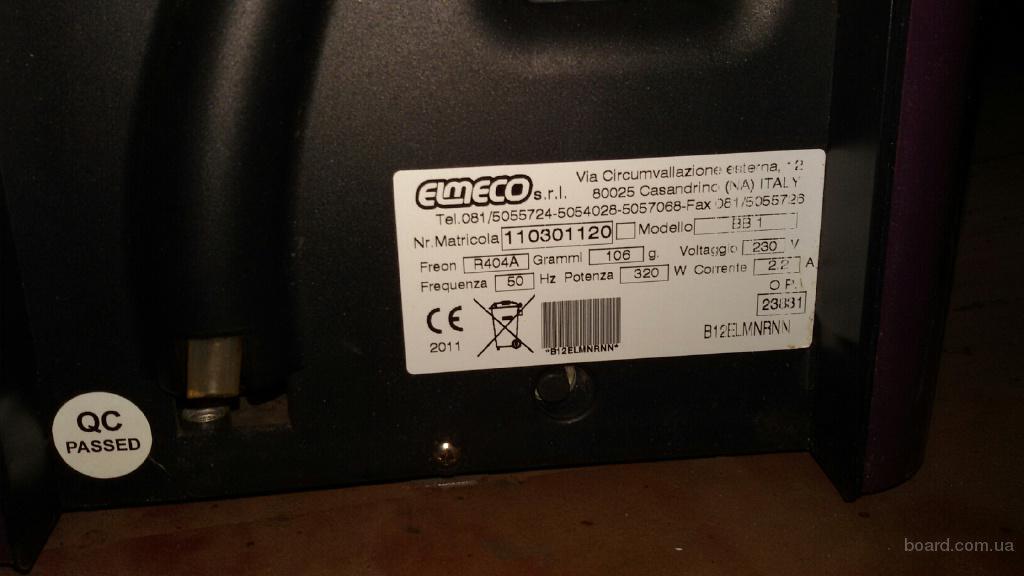 ELMECO s.r.l. Via Circumvallazione esterna, 12
80025 Casandrino (NA) ITALY
Tel.081/5055724-5054028-5057068-Fax 081/5055726
Nr.Matricola 110301120 Modello BB 1
Freon R404A Grammi 106 g. Voltaggio 230 V
Frequenza 50 Hz Potenza 320 W Corrente 2.2 A
23831
CE
2011
*B12ELMNRNN*
B12ELMNRNN
QC
PASSED
board.com.ua